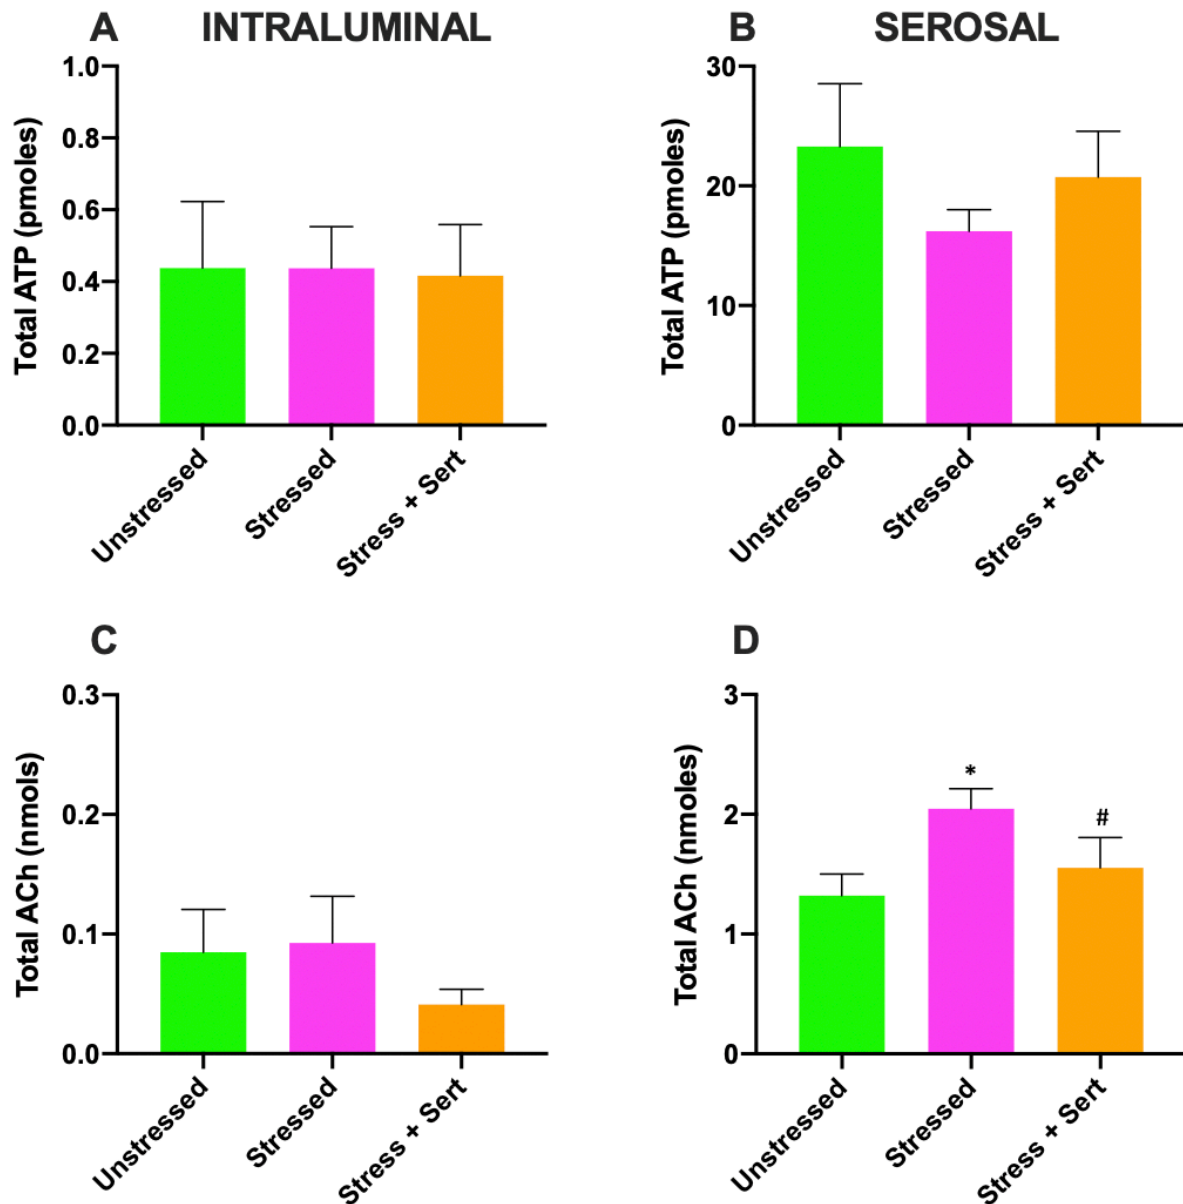 A INTRALUMINAL
Total ATP (pmoles)
1.0
0.8
0.6
0.4
0.2
0.0
Unstressed
Stressed
Stress + Sert
B SEROSAL
Total ATP (pmoles)
30
20
10
0
Unstressed
Stressed
Stress + Sert
C
Total ACh (nmols)
0.3
0.2
0.1
0.0
Unstressed
Stressed
Stress + Sert
D
Total ACh (nmoles)
3
2
1
0
*
#
Unstressed
Stressed
Stress + Sert